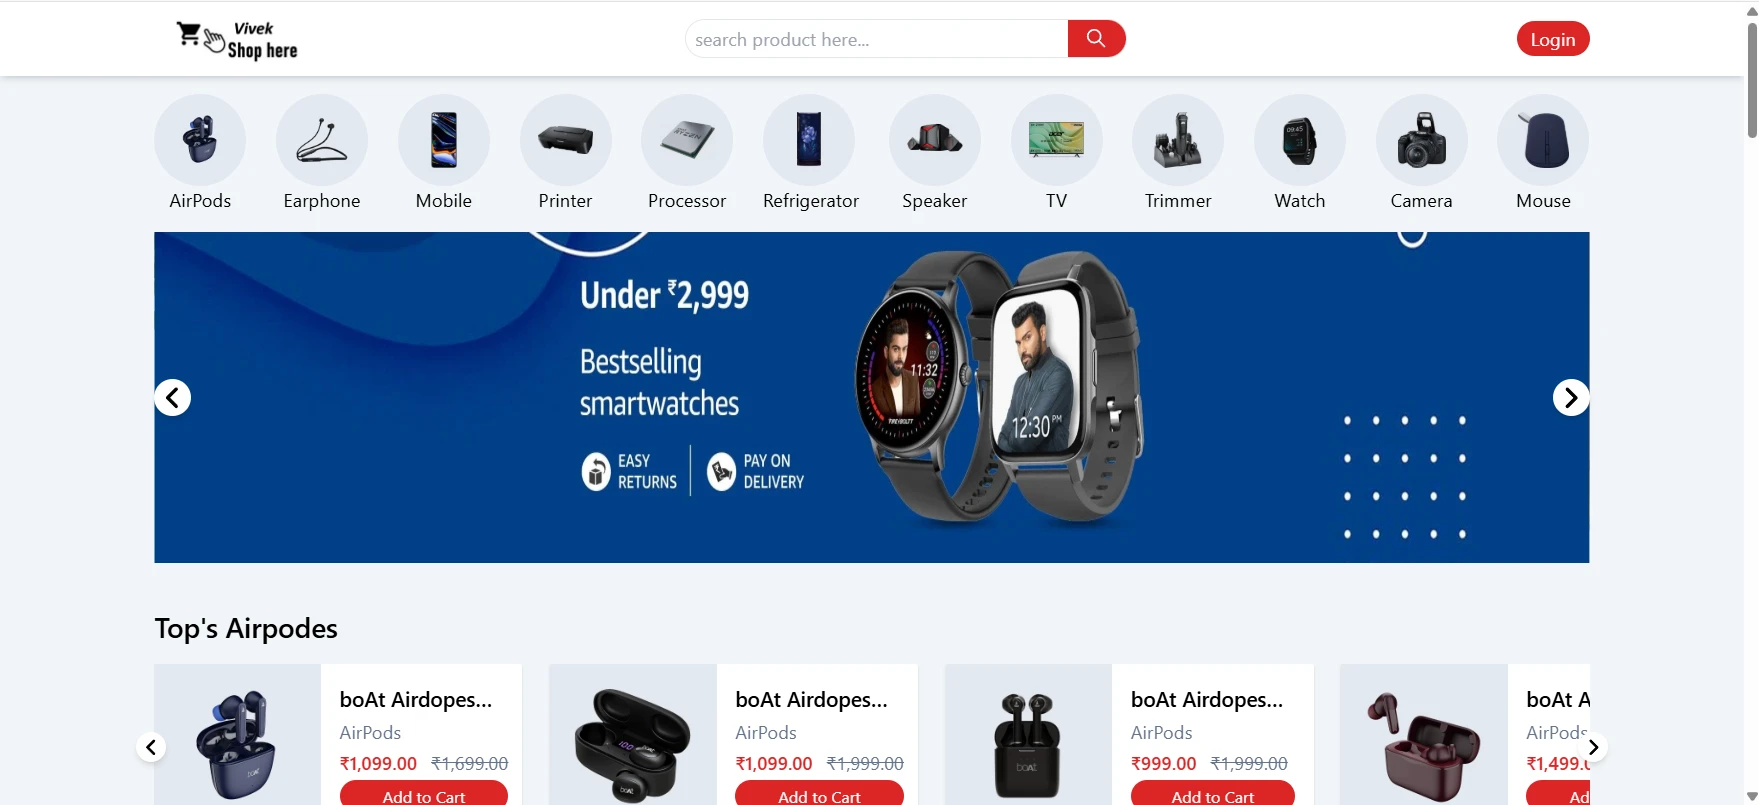 Vivek
Shop here
search product here...
Login
AirPods
Earphone
Mobile
Printer
Processor
Refrigerator
Speaker
TV
Trimmer
Watch
Camera
Mouse
Under ₹2,999
Bestselling
smartwatches
EASY
RETURNS
PAY ON
DELIVERY
11:32
12:30 PM
Top's Airpodes
boAt Airdopes...
AirPods
₹1,099.00 ₹1,699.00
Add to Cart
boAt Airdopes...
AirPods
₹1,099.00 ₹1,999.00
Add to Cart
boAt Airdopes...
AirPods
₹999.00 ₹1,999.00
Add to Cart
boAt A
AirPods
₹1,499.
Ad